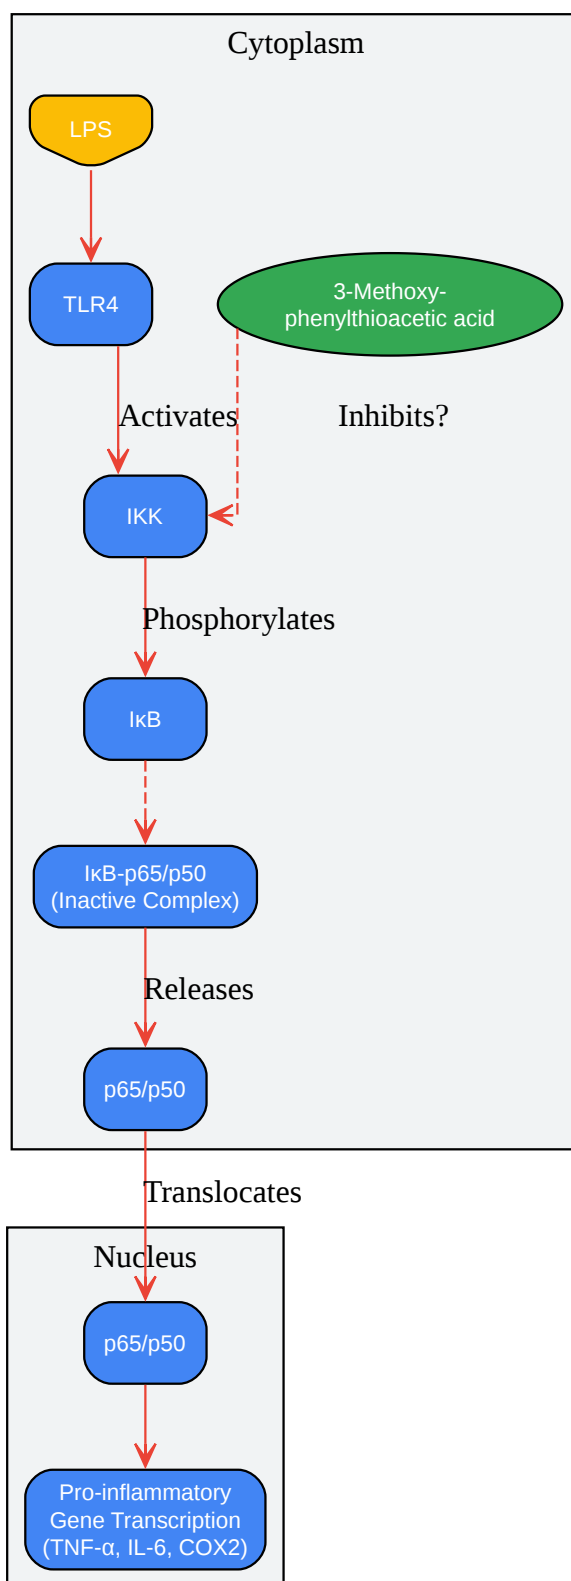 Cytoplasm
LPS
TLR4
3-Methoxy-
phenylthioacetic acid
Activates
Inhibits?
IKK
Phosphorylates
IκB
IκB-p65/p50
(Inactive Complex)
Releases
p65/p50
Translocates
Nucleus
p65/p50
Pro-inflammatory
Gene Transcription
(TNF-α, IL-6, COX2)